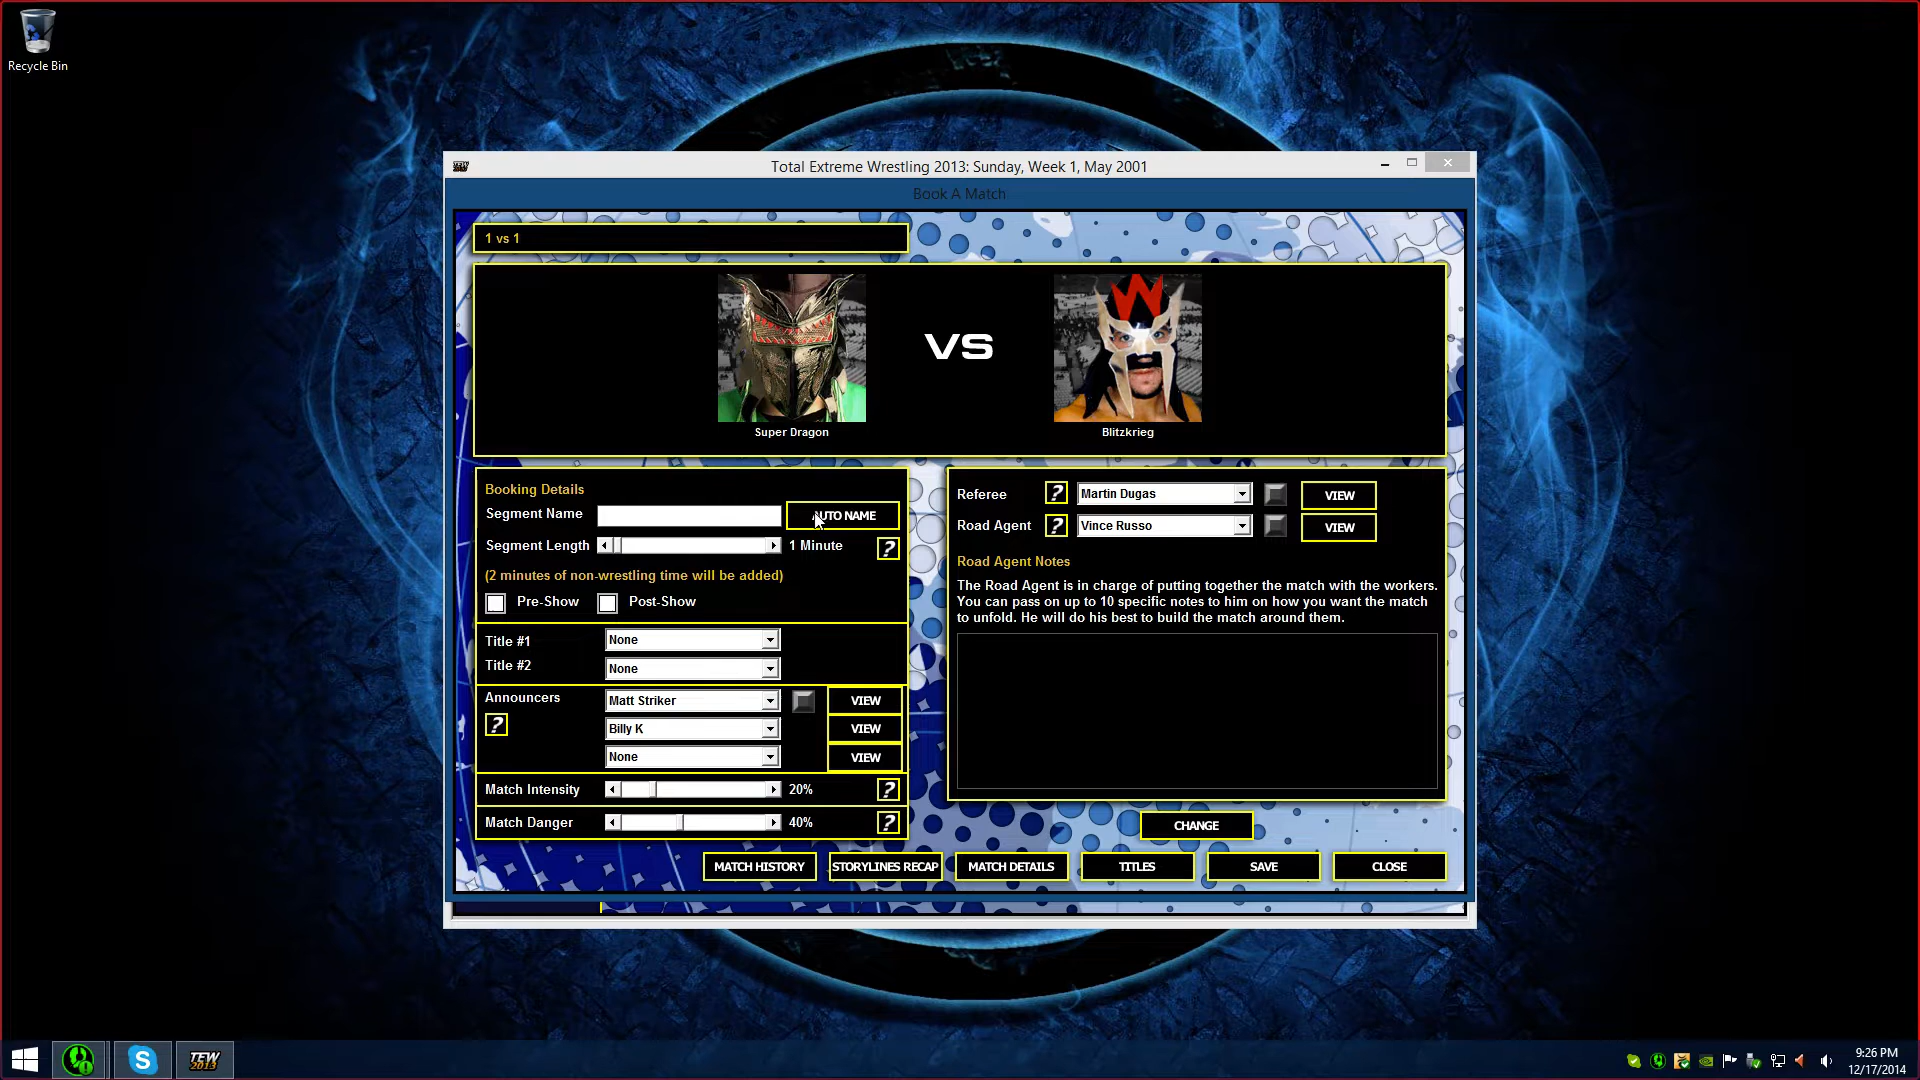 Recycle Bin
Total Extreme Wrestling 2013: Sunday, Week 1, May 2001
Book A Match
1 vs 1
VS
Super Dragon
Blitzkrieg
Booking Details
Segment Name
AUTO NAME
Segment Length
1 Minute
?
(2 minutes of non-wrestling time will be added)
Pre-Show
Post-Show
Title #1
None
Title #2
None
Announcers
Matt Striker
VIEW
?
Billy K
VIEW
None
VIEW
Match Intensity
20%
?
Match Danger
40%
?
Referee
?
Martin Dugas
VIEW
Road Agent
?
Vince Russo
VIEW
Road Agent Notes
The Road Agent is in charge of putting together the match with the workers.
You can pass on up to 10 specific notes to him on how you want the match
to unfold. He will do his best to build the match around them.
CHANGE
MATCH HISTORY
STORYLINES RECAP
MATCH DETAILS
TITLES
SAVE
CLOSE
TEW
2013
9:26 PM
12/17/2014